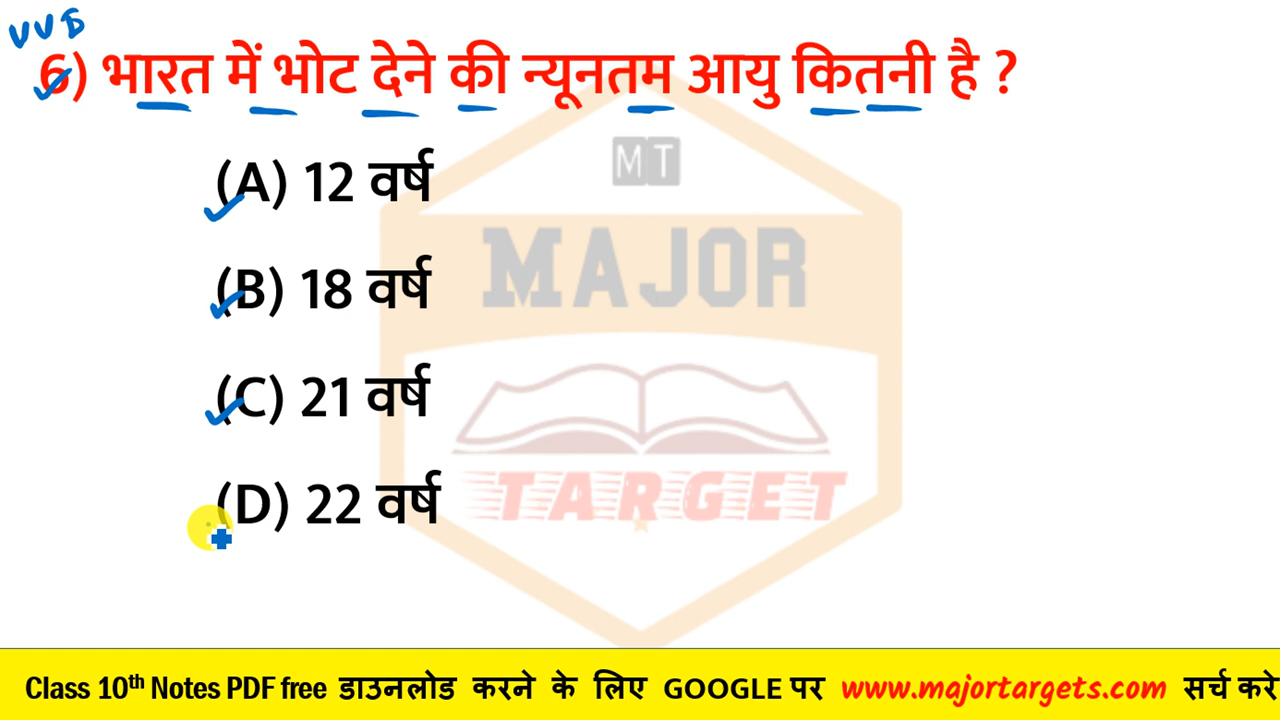 VVI
6) भारत में भोट देने की न्यूनतम आयु कितनी है ?
(A) 12 वर्ष
(B) 18 वर्ष
(C) 21 वर्ष
(D) 22 वर्ष
MT
MAJOR
TARGET
Class 10th Notes PDF free डाउनलोड करने के लिए GOOGLE पर www.majortargets.com सर्च करे